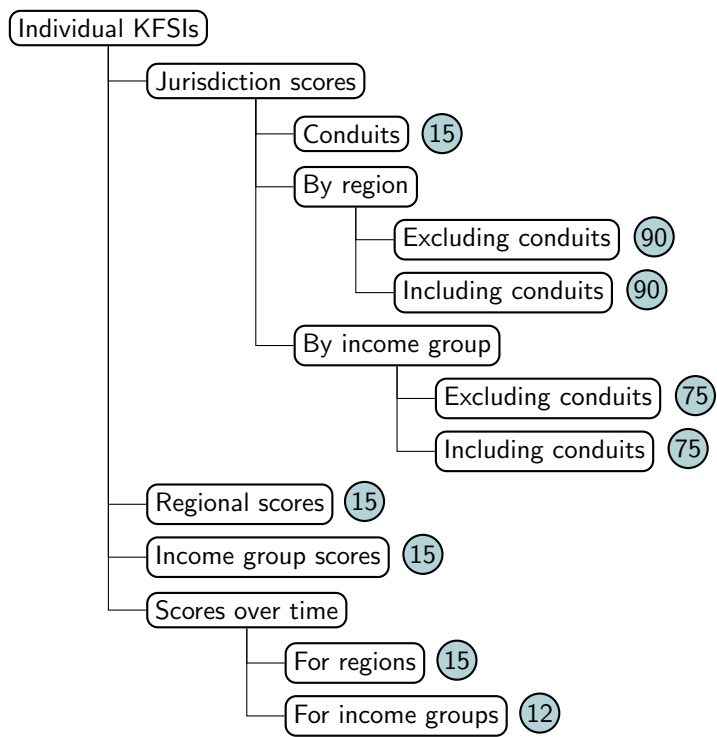 Individual KFSIs
Jurisdiction scores
Conduits 15
By region
Excluding conduits 90
Including conduits 90
By income group
Excluding conduits 75
Including conduits 75
Regional scores 15
Income group scores 15
Scores over time
For regions 15
For income groups 12